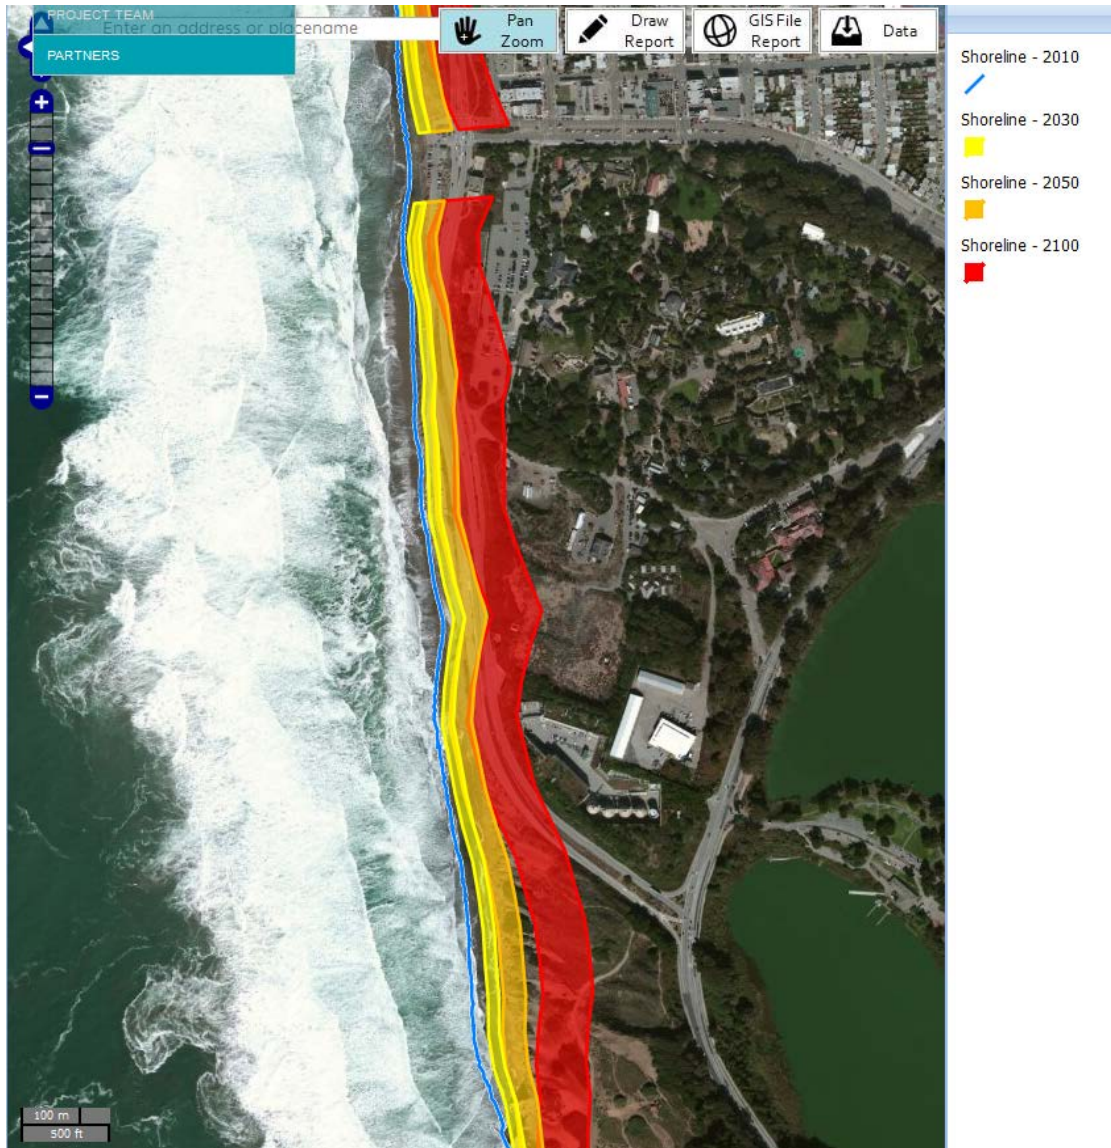 PROJECT TEAM
Enter an address or placename
PARTNERS
Pan
Zoom
Draw
Report
GIS File
Report
Data
Shoreline - 2010
Shoreline - 2030
Shoreline - 2050
Shoreline - 2100
100 m
500 ft